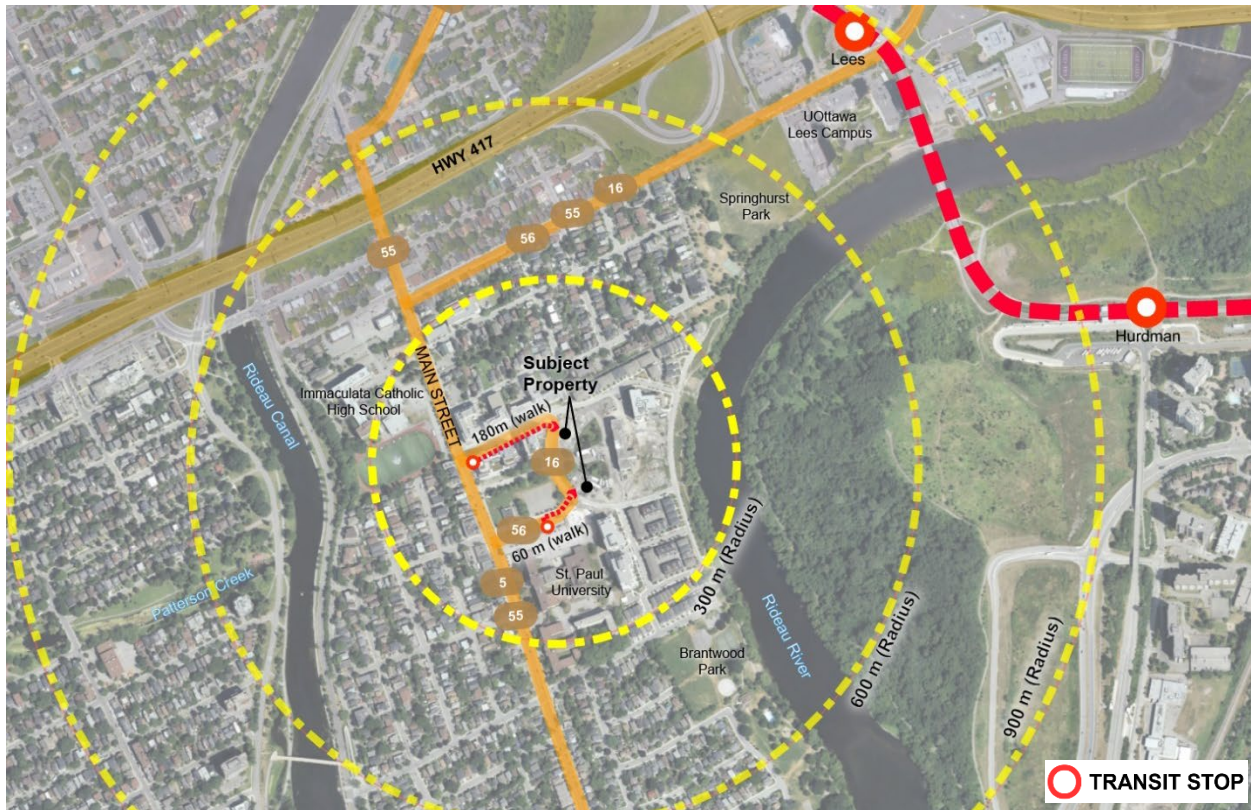 Lees
UOttawa
Lees Campus
HWY 417
16
Springhurst
Park
55
56
55
Hurdman
MAIN STREET
Subject
Property
Rideau Canal
Immaculata Catholic
High School
180m (walk)
16
56
60 m (walk)
300 m (Radius)
5
St. Paul
University
Patterson Creek
55
Rideau River
600 m (Radius)
900 m (Radius)
Brantwood
Park
TRANSIT STOP